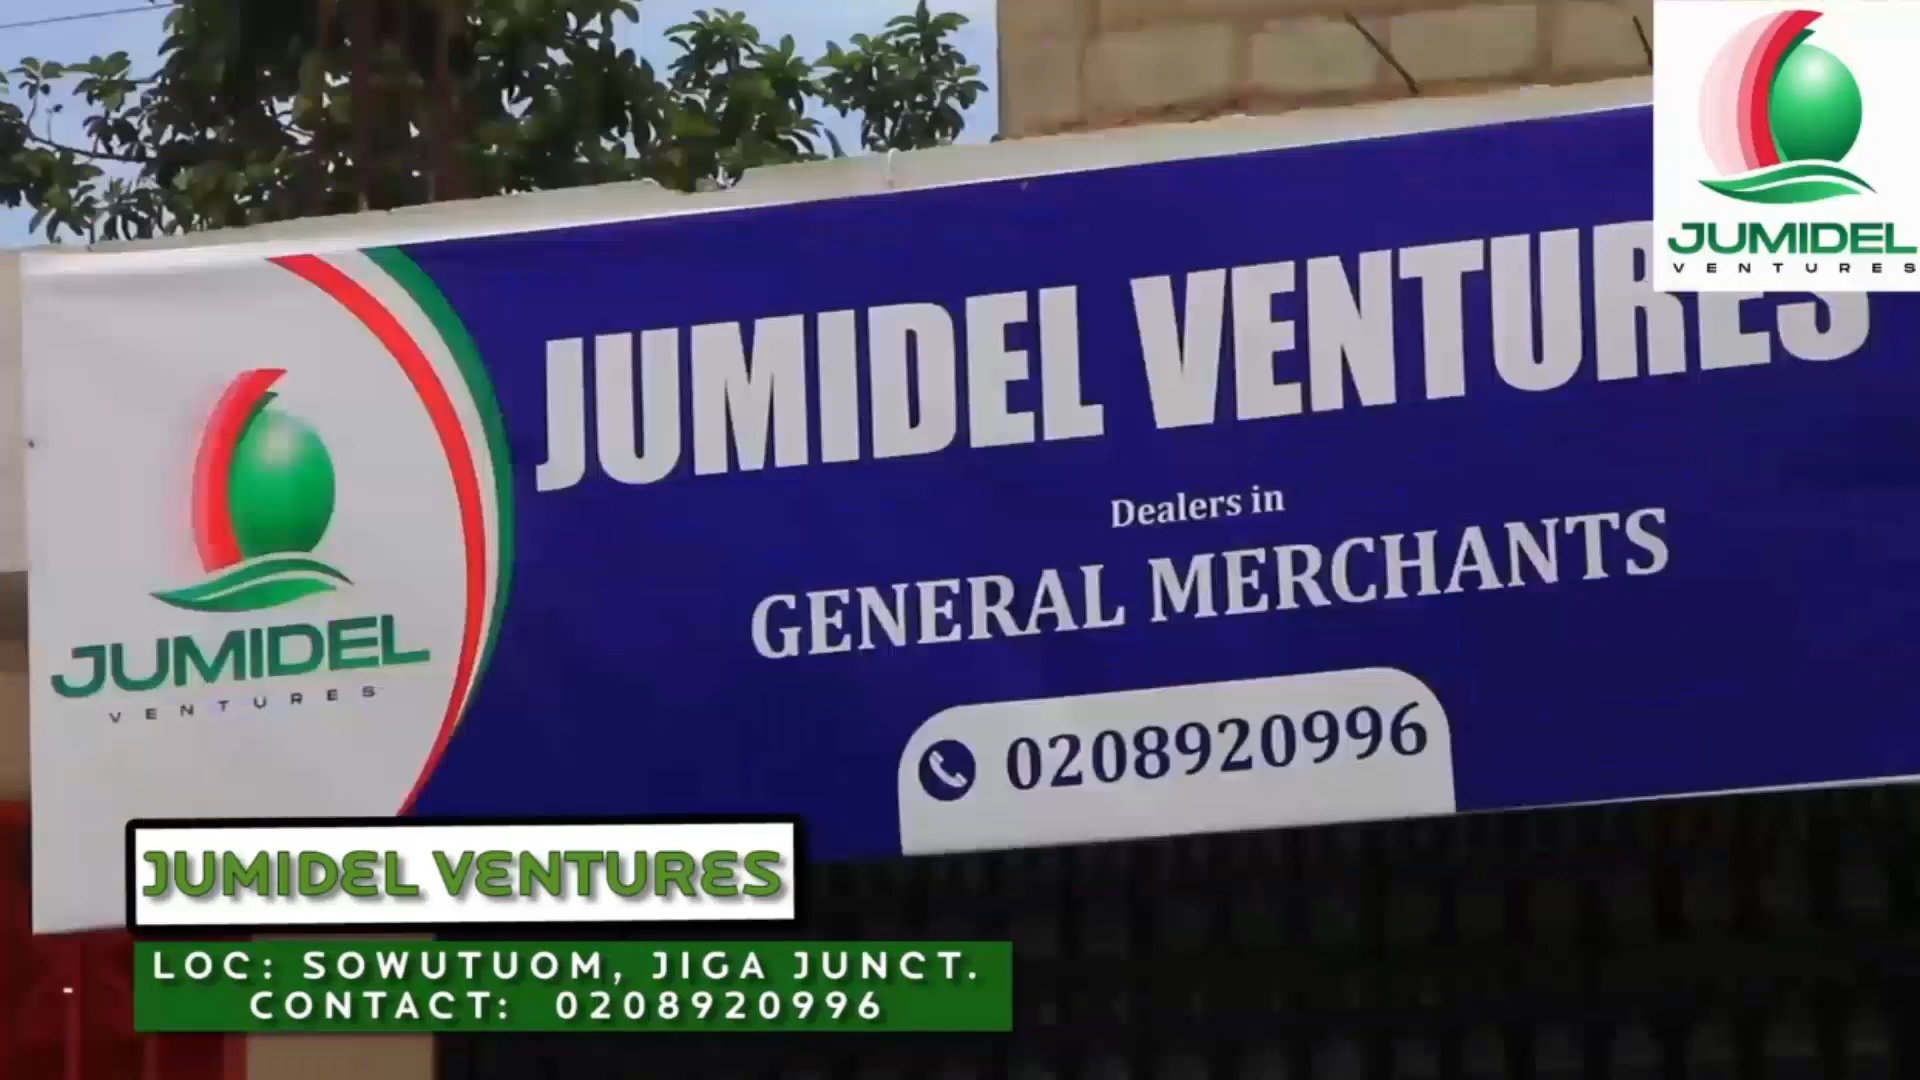 JUMIDEL
VENTURES
JUMIDEL VENTURES
Dealers in
GENERAL MERCHANTS
0208920996
JUMIDEL
VENTURES
JUMIDEL VENTURES
LOC: SOWUTUOM, JIGA JUNCT.
CONTACT: 0208920996